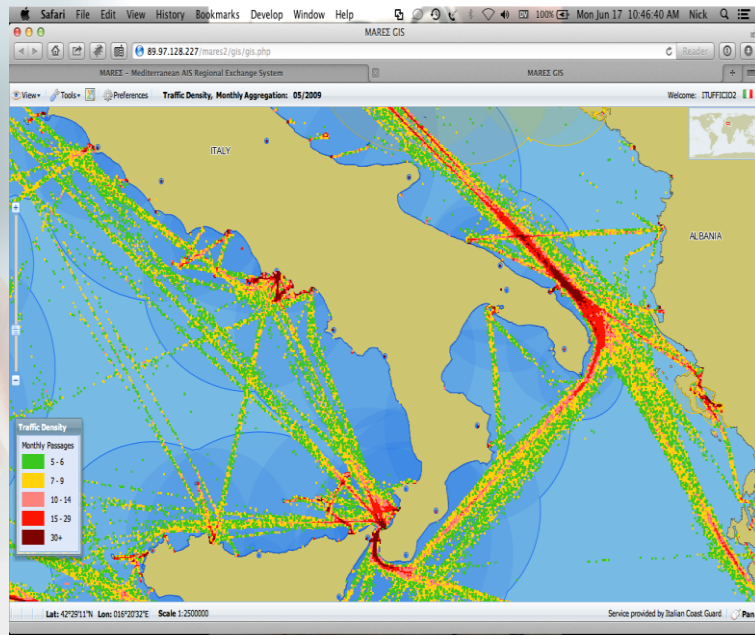 Safari File Edit View History Bookmarks Develop Window Help 100% Mon Jun 17 10:46:40 AM Nick
MAREΣ GIS
89.97.128.227/mares2/gis/gis.php Reader
MAREΣ – Mediterranean AIS Regional Exchange System MAREΣ GIS
View Tools Preferences Traffic Density, Monthly Aggregation: 05/2009 Welcome: ITUFFICIO2
ITALY
ALBANIA
Traffic Density
Monthly Passages
5 - 6
7 - 9
10 - 14
15 - 29
30+
Lat: 42°29'11"N Lon: 016°20'32"E Scale 1:2500000 Service provided by Italian Coast Guard Pan